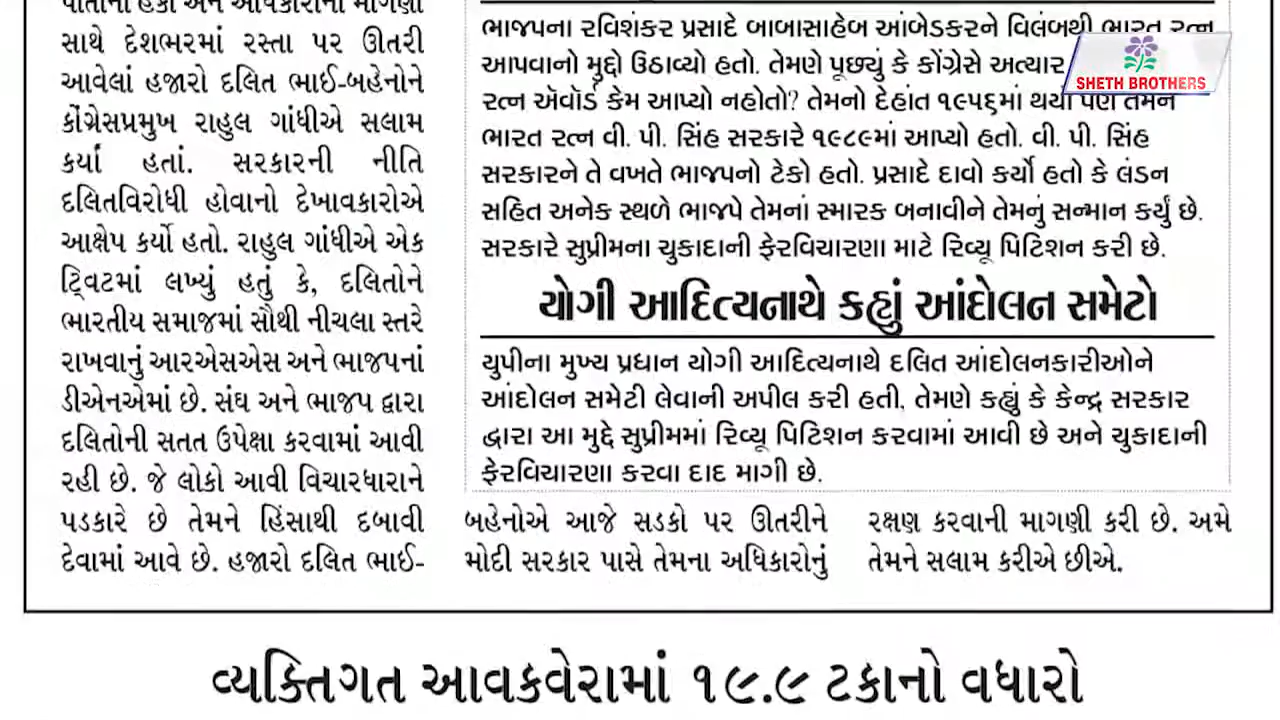 સાથે દેશભરમાં રસ્તા પર ઊતરી
આવેલાં હજારો દલિત ભાઈ-બહેનોને
કોંગ્રેસપ્રમુખ રાહુલ ગાંધીએ સલામ
કર્યાં હતાં. સરકારની નીતિ
દલિતવિરોધી હોવાનો દેખાવકારોએ
આક્ષેપ કર્યો હતો. રાહુલ ગાંધીએ એક
ટ્વિટમાં લખ્યું હતું કે, દલિતોને
ભારતીય સમાજમાં સૌથી નીચલા સ્તરે
રાખવાનું આરએસએસ અને ભાજપનાં
ડીએનએમાં છે. સંઘ અને ભાજપ દ્વારા
દલિતોની સતત ઉપેક્ષા કરવામાં આવી
રહી છે. જે લોકો આવી વિચારધારાને
પડકારે છે તેમને હિંસાથી દબાવી
દેવામાં આવે છે. હજારો દલિત ભાઈ-
ભાજપના રવિશંકર પ્રસાદે બાબાસાહેબ આંબેડકરને વિલંબથી ભારત રત્ન
આપવાનો મુદ્દો ઉઠાવ્યો હતો. તેમણે પૂછ્યું કે કોંગ્રેસે અત્યાર
રત્ન ઍવૉર્ડ કેમ આપ્યો નહોતો? તેમનો દેહાંત ૧૯૫૬માં થયો પણ તેમને
ભારત રત્ન વી. પી. સિંહ સરકારે ૧૯૮૯માં આપ્યો હતો. વી. પી. સિંહ
સરકારને તે વખતે ભાજપનો ટેકો હતો. પ્રસાદે દાવો કર્યો હતો કે લંડન
સહિત અનેક સ્થળે ભાજપે તેમનાં સ્મારક બનાવીને તેમનું સન્માન કર્યું છે.
સરકારે સુપ્રીમના ચુકાદાની ફેરવિચારણા માટે રિવ્યૂ પિટિશન કરી છે.
યોગી આદિત્યનાથે કહ્યું આંદોલન સમેટો
યુપીના મુખ્ય પ્રધાન યોગી આદિત્યનાથે દલિત આંદોલનકારીઓને
આંદોલન સમેટી લેવાની અપીલ કરી હતી, તેમણે કહ્યું કે કેન્દ્ર સરકાર
દ્વારા આ મુદ્દે સુપ્રીમમાં રિવ્યૂ પિટિશન કરવામાં આવી છે અને ચુકાદાની
ફેરવિચારણા કરવા દાદ માગી છે.
બહેનોએ આજે સડકો પર ઊતરીને
મોદી સરકાર પાસે તેમના અધિકારોનું
રક્ષણ કરવાની માગણી કરી છે. અમે
તેમને સલામ કરીએ છીએ.
વ્યક્તિગત આવકવેરામાં ૧૯.૯ ટકાનો વધારો
SHETH BROTHERS